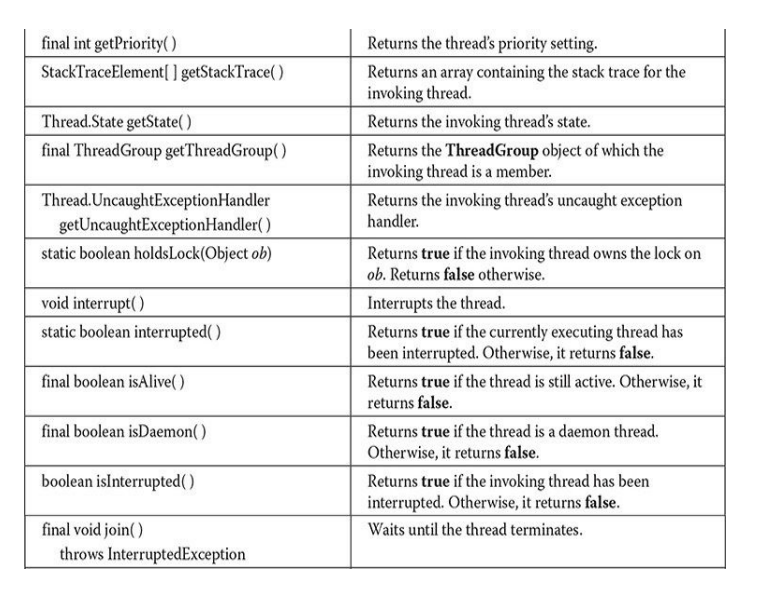 final int getPriority( )
Returns the thread's priority setting.
StackTraceElement[ ] getStackTrace( )
Returns an array containing the stack trace for the
invoking thread.
Thread.State getState( )
Returns the invoking thread's state.
final ThreadGroup getThreadGroup( )
Returns the ThreadGroup object of which the
invoking thread is a member.
Thread.UncaughtExceptionHandler
getUncaughtExceptionHandler( )
Returns the invoking thread's uncaught exception
handler.
static boolean holdsLock(Object ob)
Returns true if the invoking thread owns the lock on
ob. Returns false otherwise.
void interrupt( )
Interrupts the thread.
static boolean interrupted( )
Returns true if the currently executing thread has
been interrupted. Otherwise, it returns false.
final boolean isAlive( )
Returns true if the thread is still active. Otherwise, it
returns false.
final boolean isDaemon( )
Returns true if the thread is a daemon thread.
Otherwise, it returns false.
boolean isInterrupted( )
Returns true if the invoking thread has been
interrupted. Otherwise, it returns false.
final void join( )
throws InterruptedException
Waits until the thread terminates.